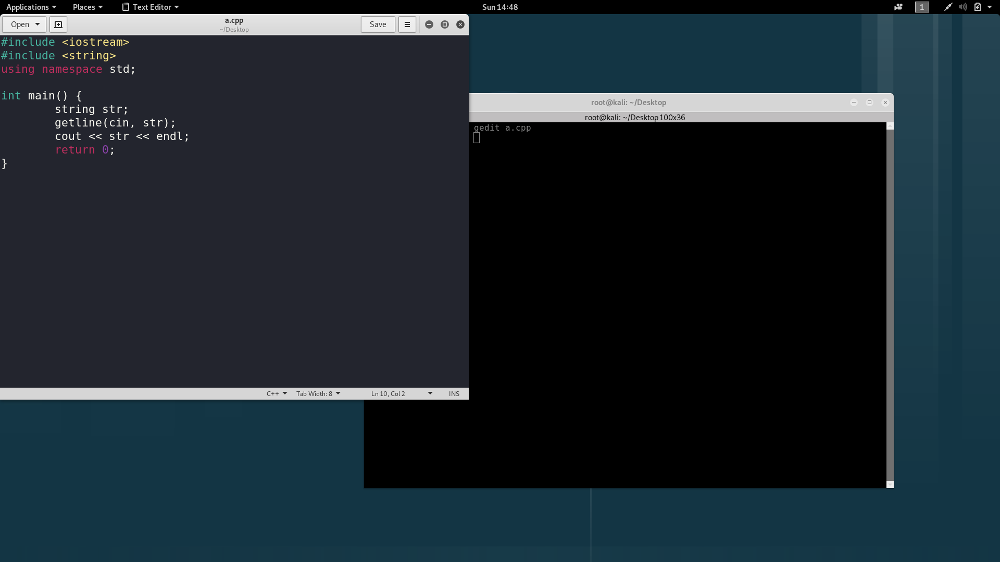 Applications Places Text Editor Sun 14:48 1
Open a.cpp Save
~/Desktop
#include <iostream>
#include <string>
using namespace std;
int main() {
string str;
getline(cin, str);
cout << str << endl;
return 0;
}
C++ Tab Width: 8 Ln 10, Col 2 INS
root@kali: ~/Desktop
root@kali: ~/Desktop 100x36
gedit a.cpp